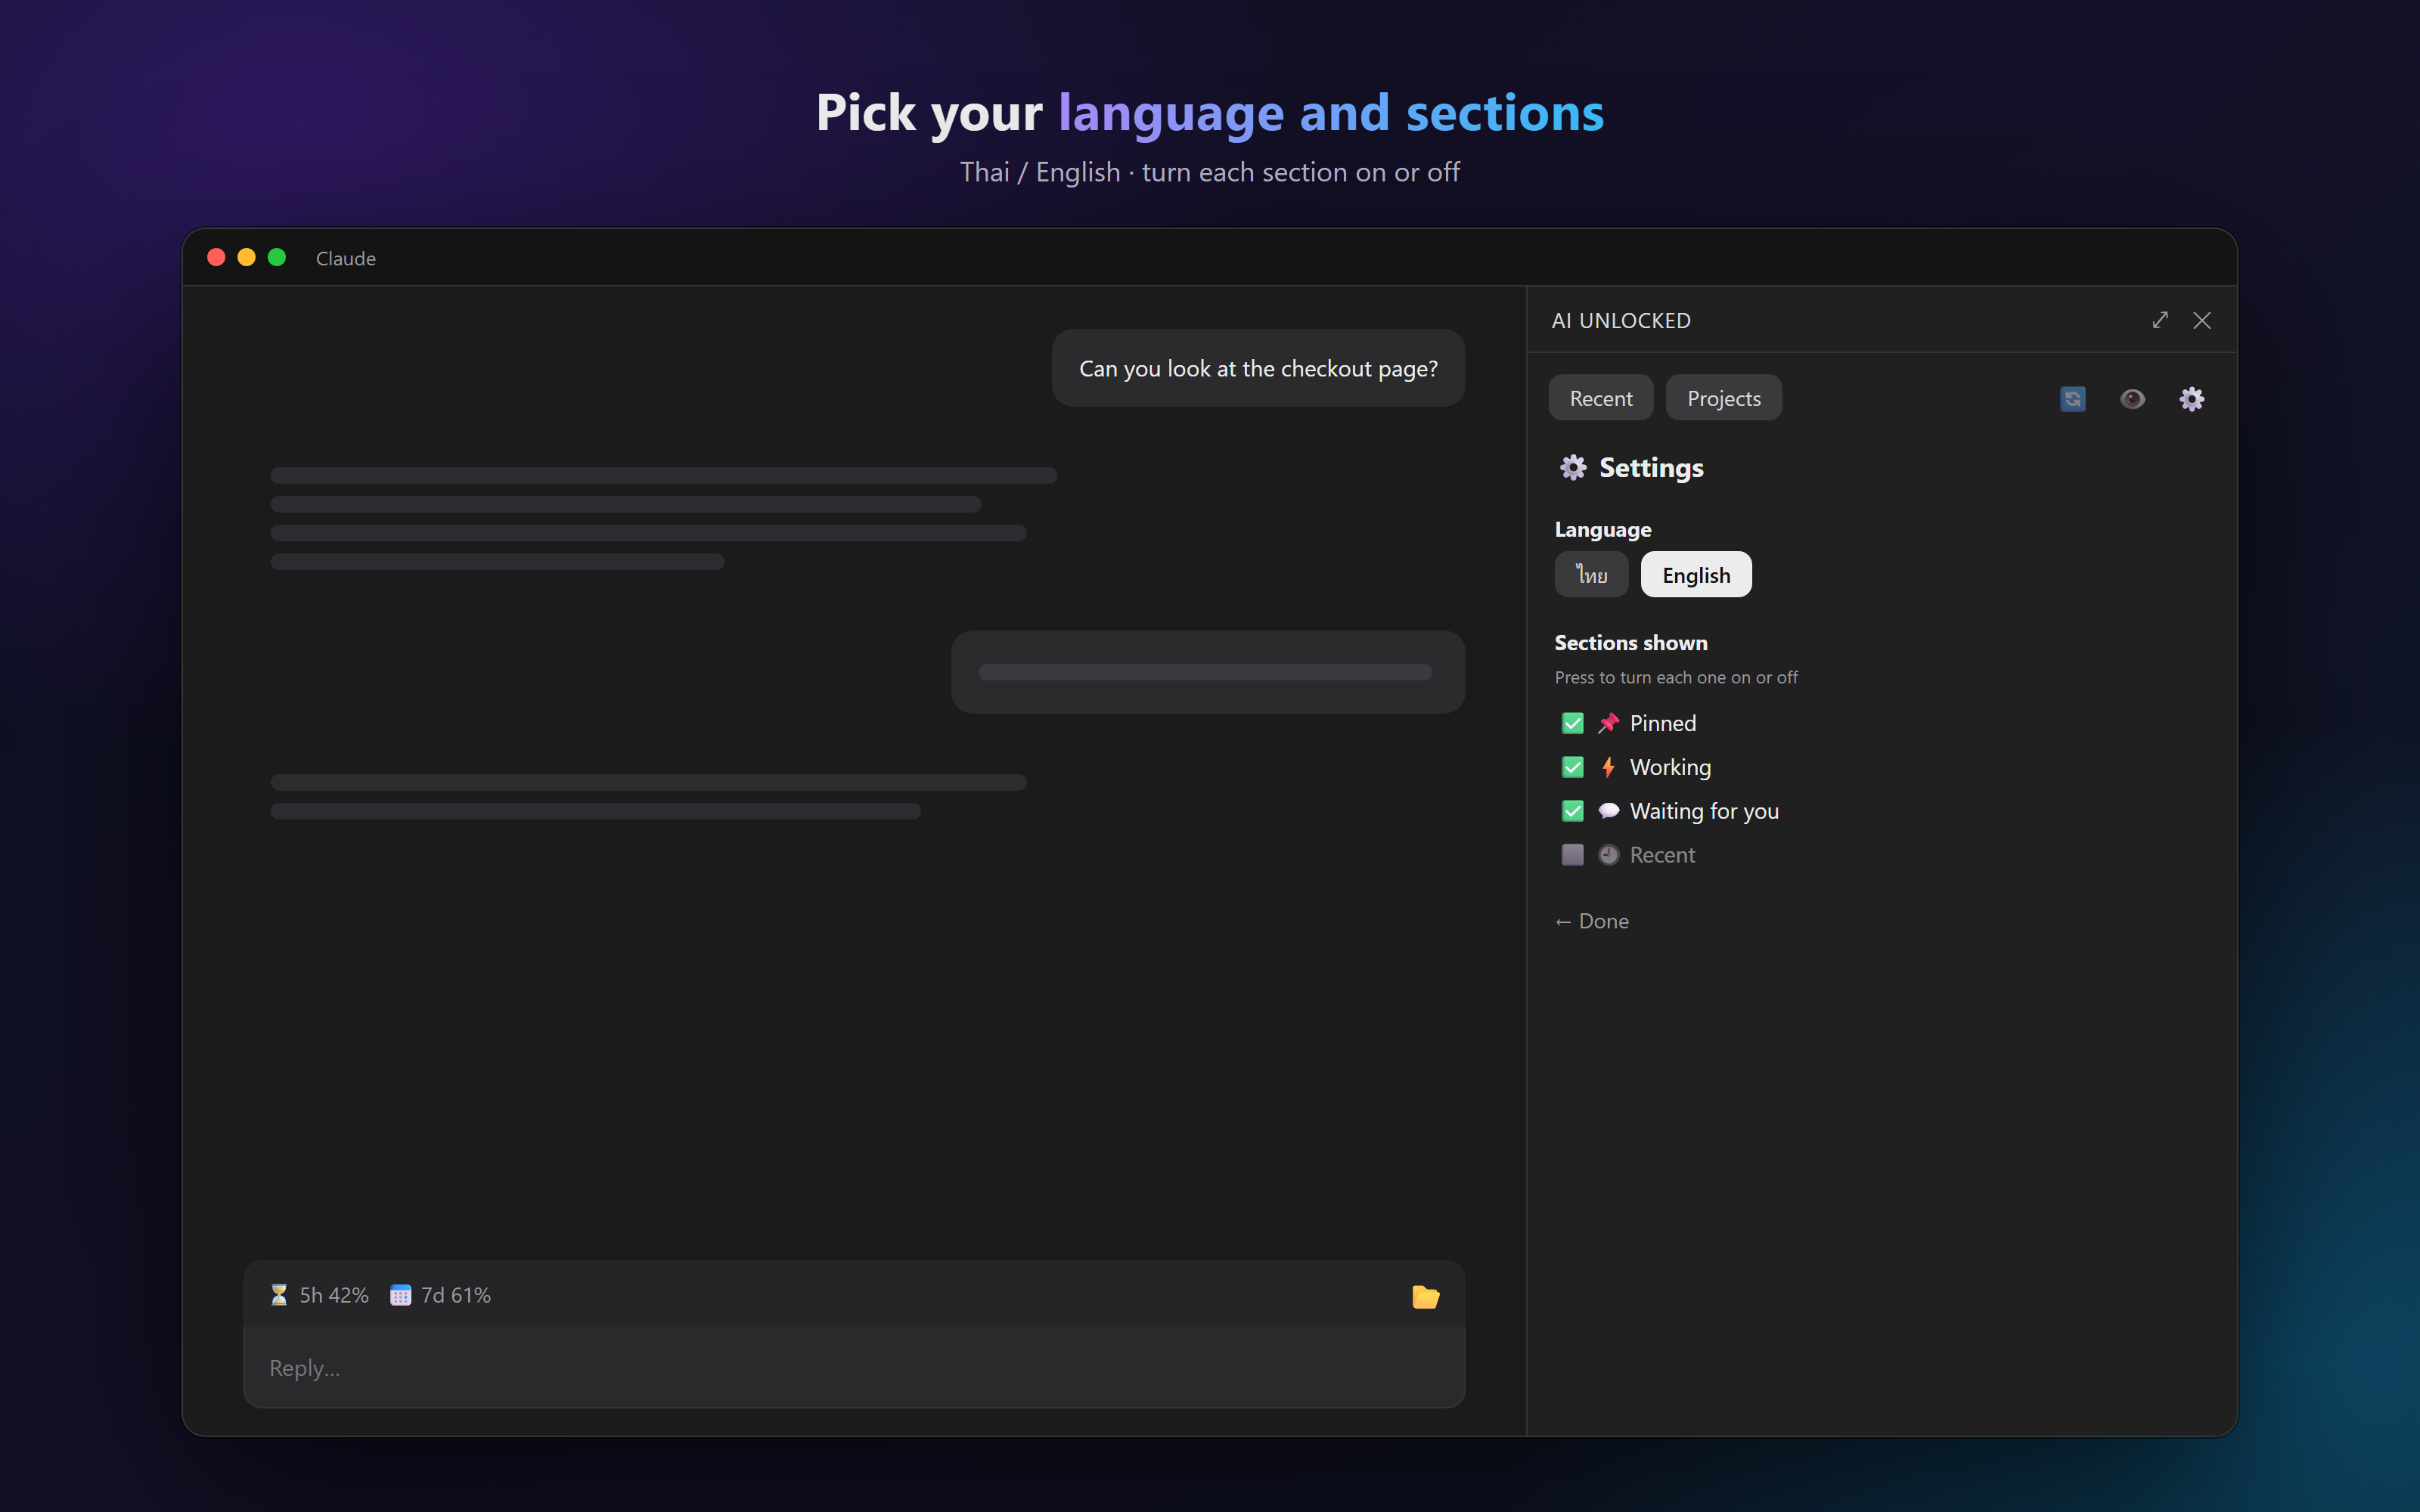 Pick your language and sections
Thai / English · turn each section on or off
Claude
Can you look at the checkout page?
⏳ 5h 42% 📅 7d 61%
Reply...
AI UNLOCKED
Recent Projects
⚙️ Settings
Language
ไทย English
Sections shown
Press to turn each one on or off
✅ 📌 Pinned
✅ ⚡ Working
✅ 💬 Waiting for you
🕘 Recent
← Done